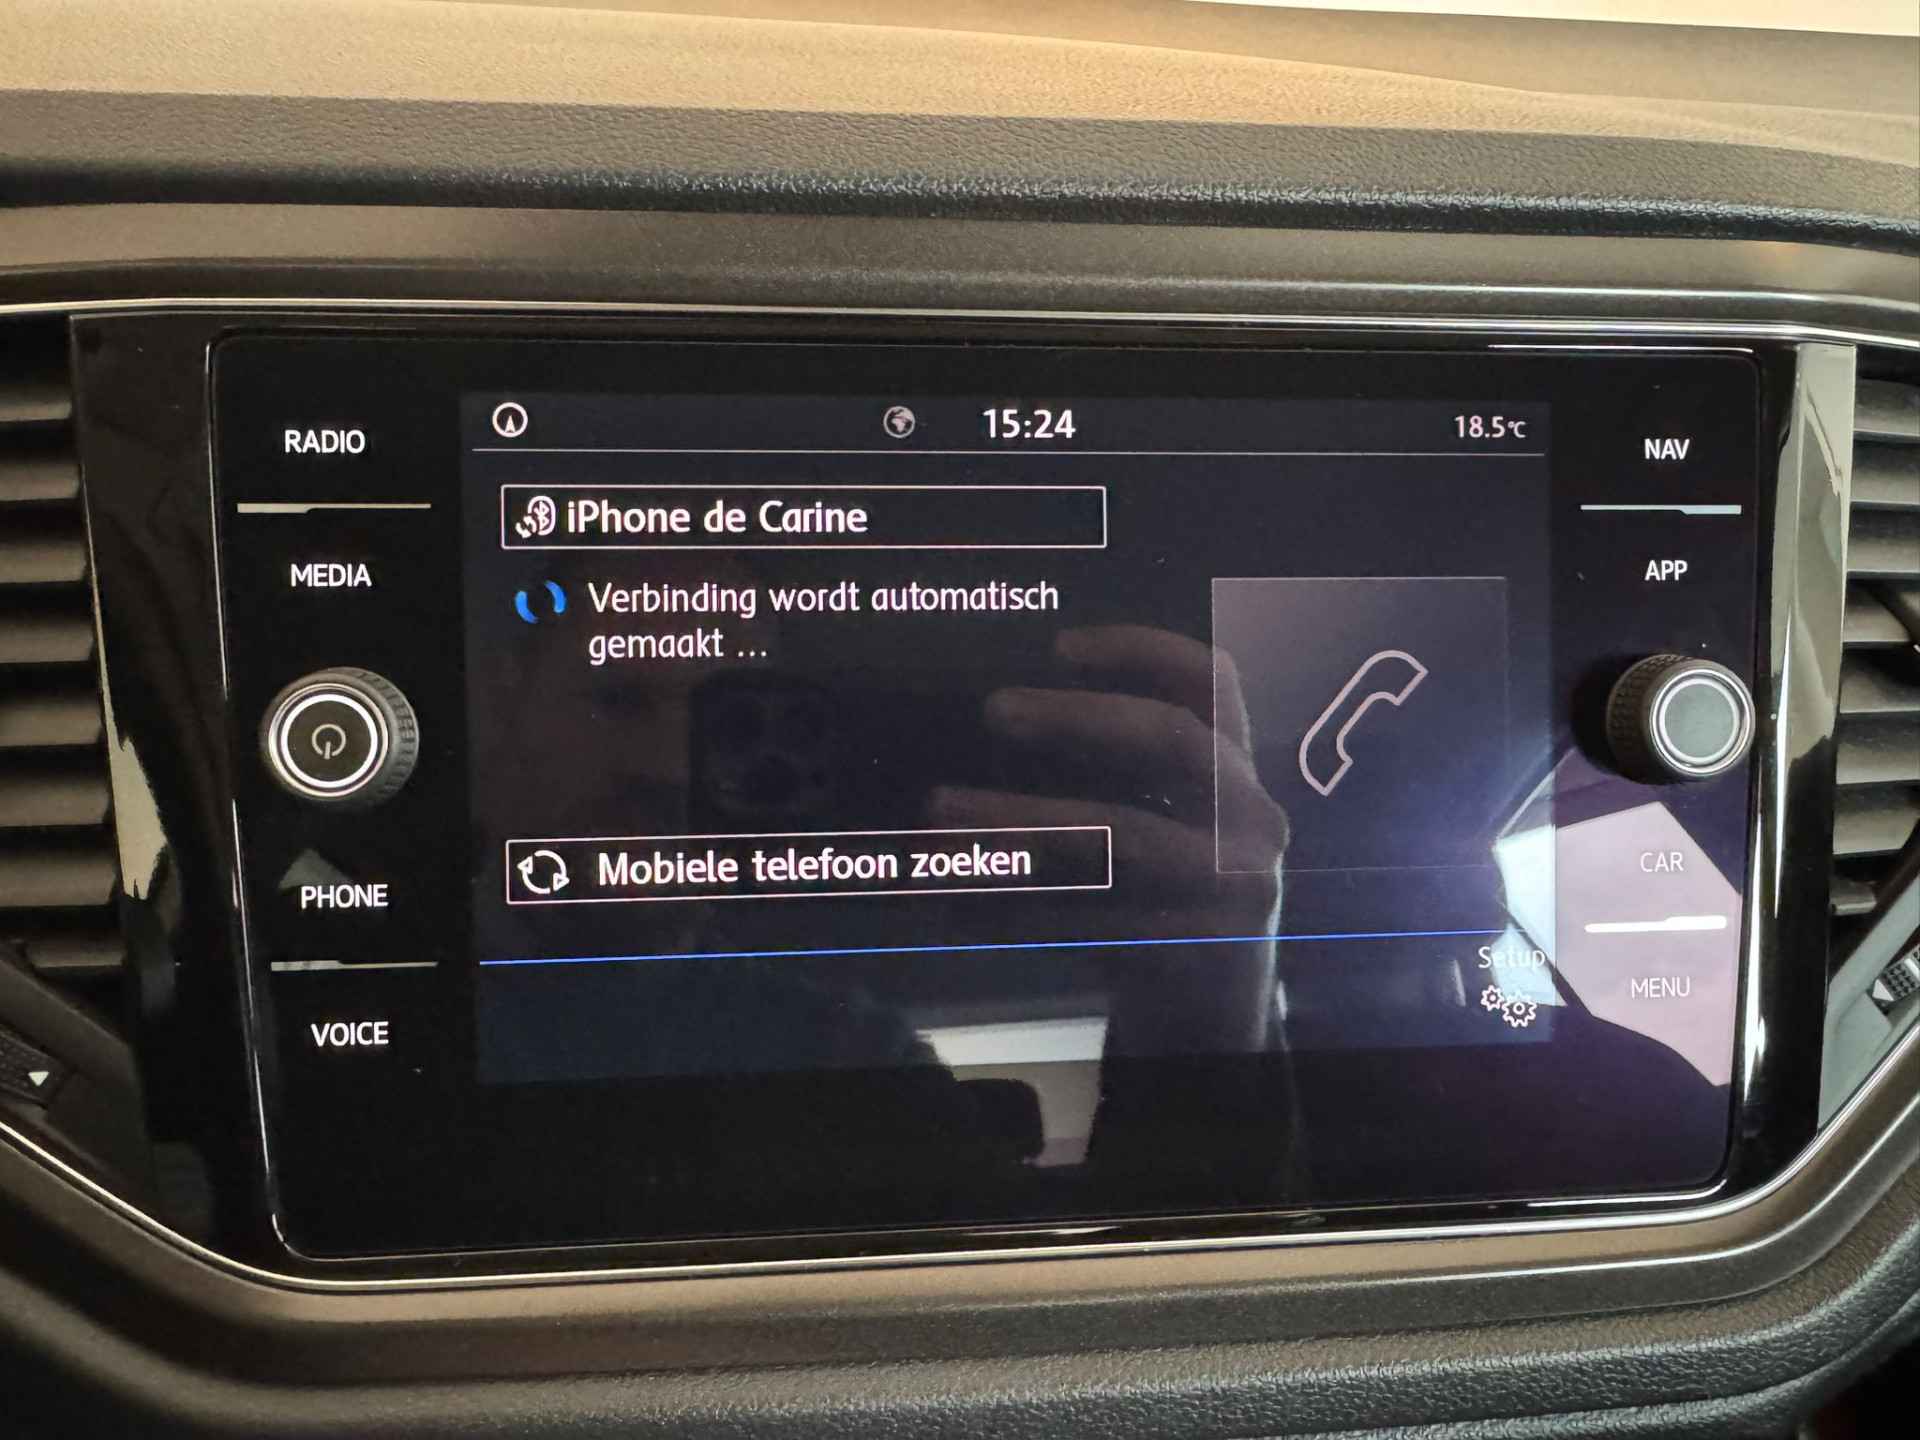 RADIO
MEDIA
PHONE
VOICE
15:24
18.5°C
iPhone de Carine
Verbinding wordt automatisch
gemaakt ...
Mobiele telefoon zoeken
Setup
NAV
APP
CAR
MENU